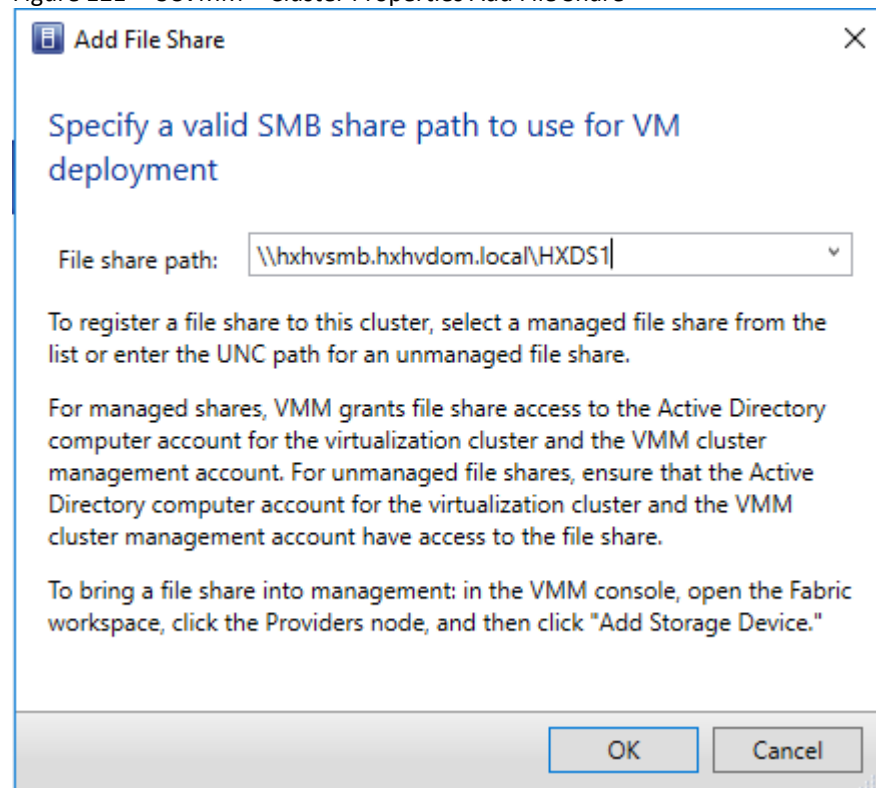 Add File Share
Specify a valid SMB share path to use for VM
deployment
File share path: \\hxhvsmb.hxhvdom.local\HXDS1
To register a file share to this cluster, select a managed file share from the
list or enter the UNC path for an unmanaged file share.
For managed shares, VMM grants file share access to the Active Directory
computer account for the virtualization cluster and the VMM cluster
management account. For unmanaged file shares, ensure that the Active
Directory computer account for the virtualization cluster and the VMM
cluster management account have access to the file share.
To bring a file share into management: in the VMM console, open the Fabric
workspace, click the Providers node, and then click "Add Storage Device."
OK Cancel